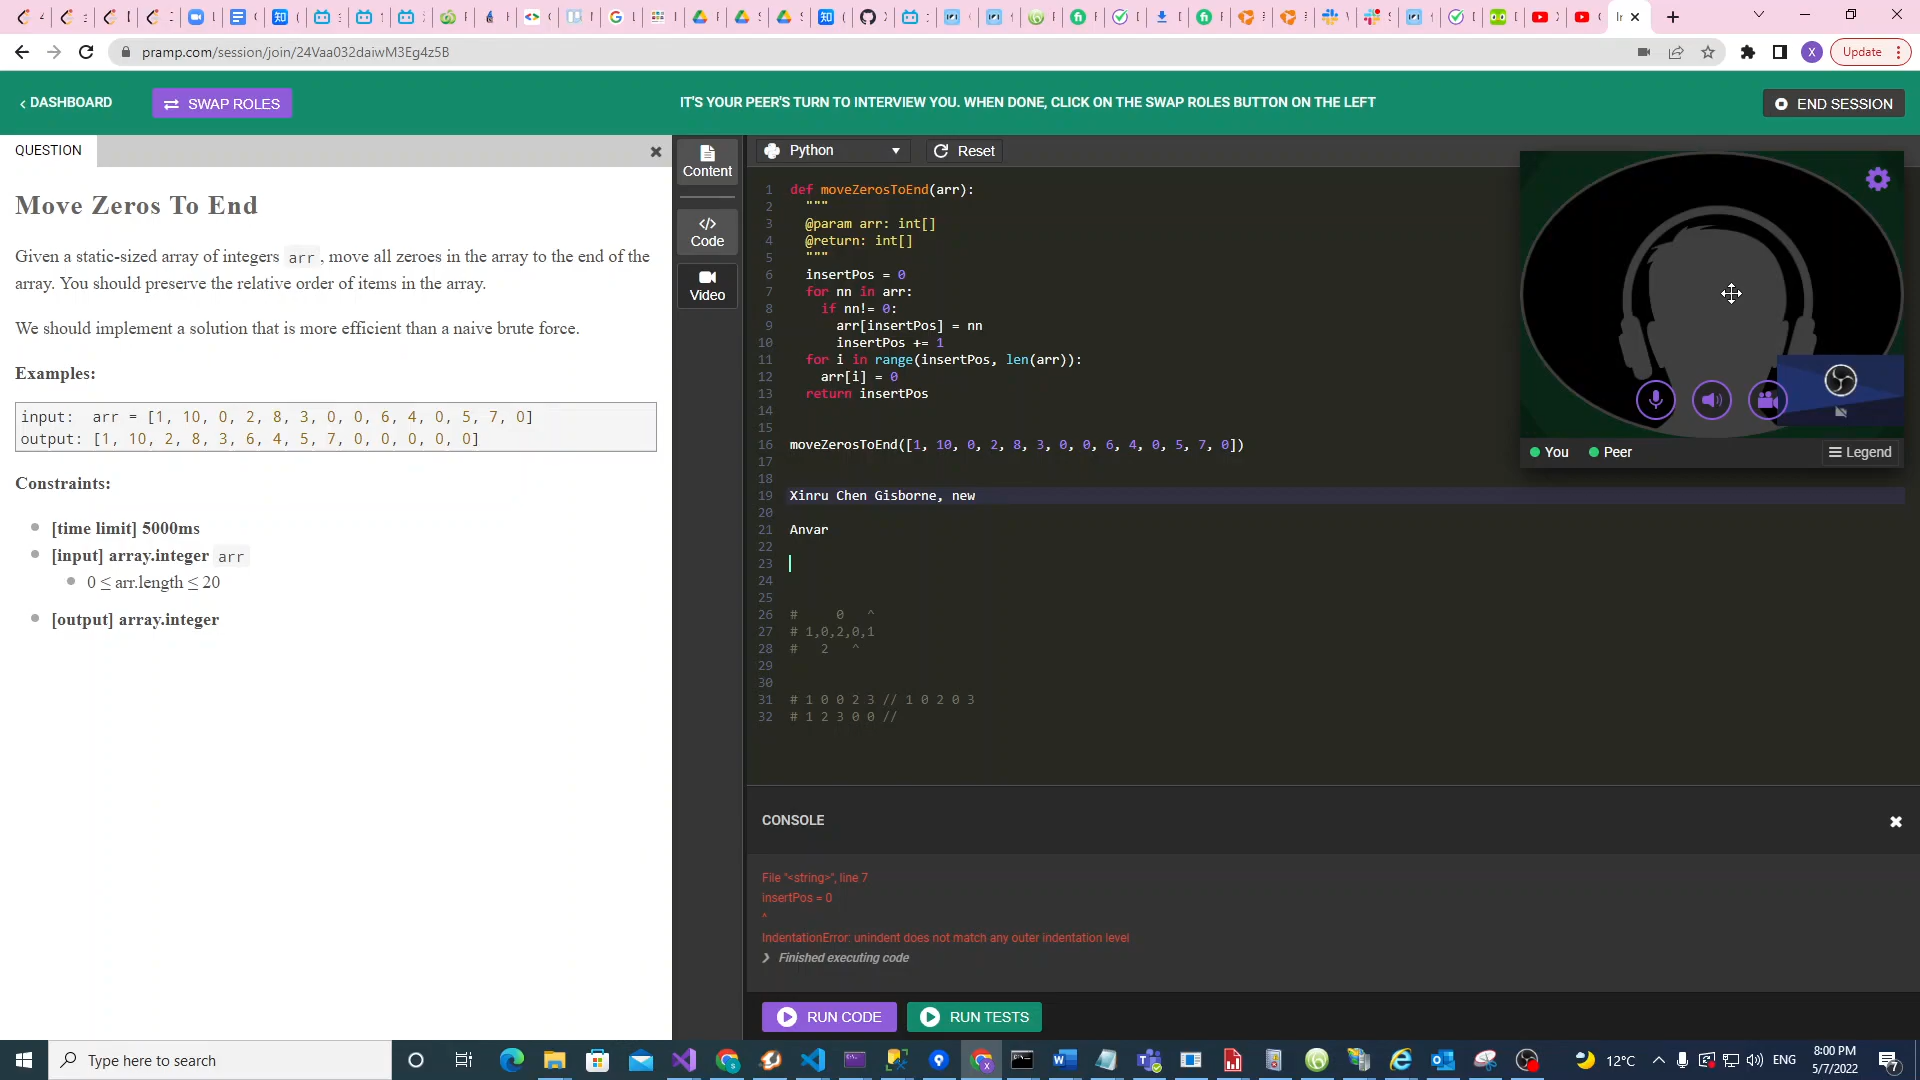 pramp.com/session/join/24Vaa032daiwM3Eg4z5B
X
Update
< DASHBOARD
SWAP ROLES
IT'S YOUR PEER'S TURN TO INTERVIEW YOU. WHEN DONE, CLICK ON THE SWAP ROLES BUTTON ON THE LEFT
END SESSION
QUESTION
Move Zeros To End
Given a static-sized array of integers arr, move all zeroes in the array to the end of the
array. You should preserve the relative order of items in the array.
We should implement a solution that is more efficient than a naive brute force.
Examples:
input: arr = [1, 10, 0, 2, 8, 3, 0, 0, 6, 4, 0, 5, 7, 0]
output: [1, 10, 2, 8, 3, 6, 4, 5, 7, 0, 0, 0, 0, 0]
Constraints:
[time limit] 5000ms
[input] array.integer arr
0 ≤ arr.length ≤ 20
[output] array.integer
Content
Code
Video
Python
Reset
1 def moveZerosToEnd(arr):
2 """
3 @param arr: int[]
4 @return: int[]
5 """
6 insertPos = 0
7 for nn in arr:
8 if nn!= 0:
9 arr[insertPos] = nn
10 insertPos += 1
11 for i in range(insertPos, len(arr)):
12 arr[i] = 0
13 return insertPos
14
15
16 moveZerosToEnd([1, 10, 0, 2, 8, 3, 0, 0, 6, 4, 0, 5, 7, 0])
17
18
19 Xinru Chen Gisborne, new
20
21 Anvar
22
23
24
25
26 # 0 ^
27 # 1,0,2,0,1
28 # 2 ^
29
30
31 # 1 0 0 2 3 // 1 0 2 0 3
32 # 1 2 3 0 0 //
You
Peer
Legend
CONSOLE
File "<string>", line 7
insertPos = 0
^
IndentationError: unindent does not match any outer indentation level
Finished executing code
RUN CODE
RUN TESTS
Type here to search
12°C
ENG
8:00 PM
5/7/2022
7